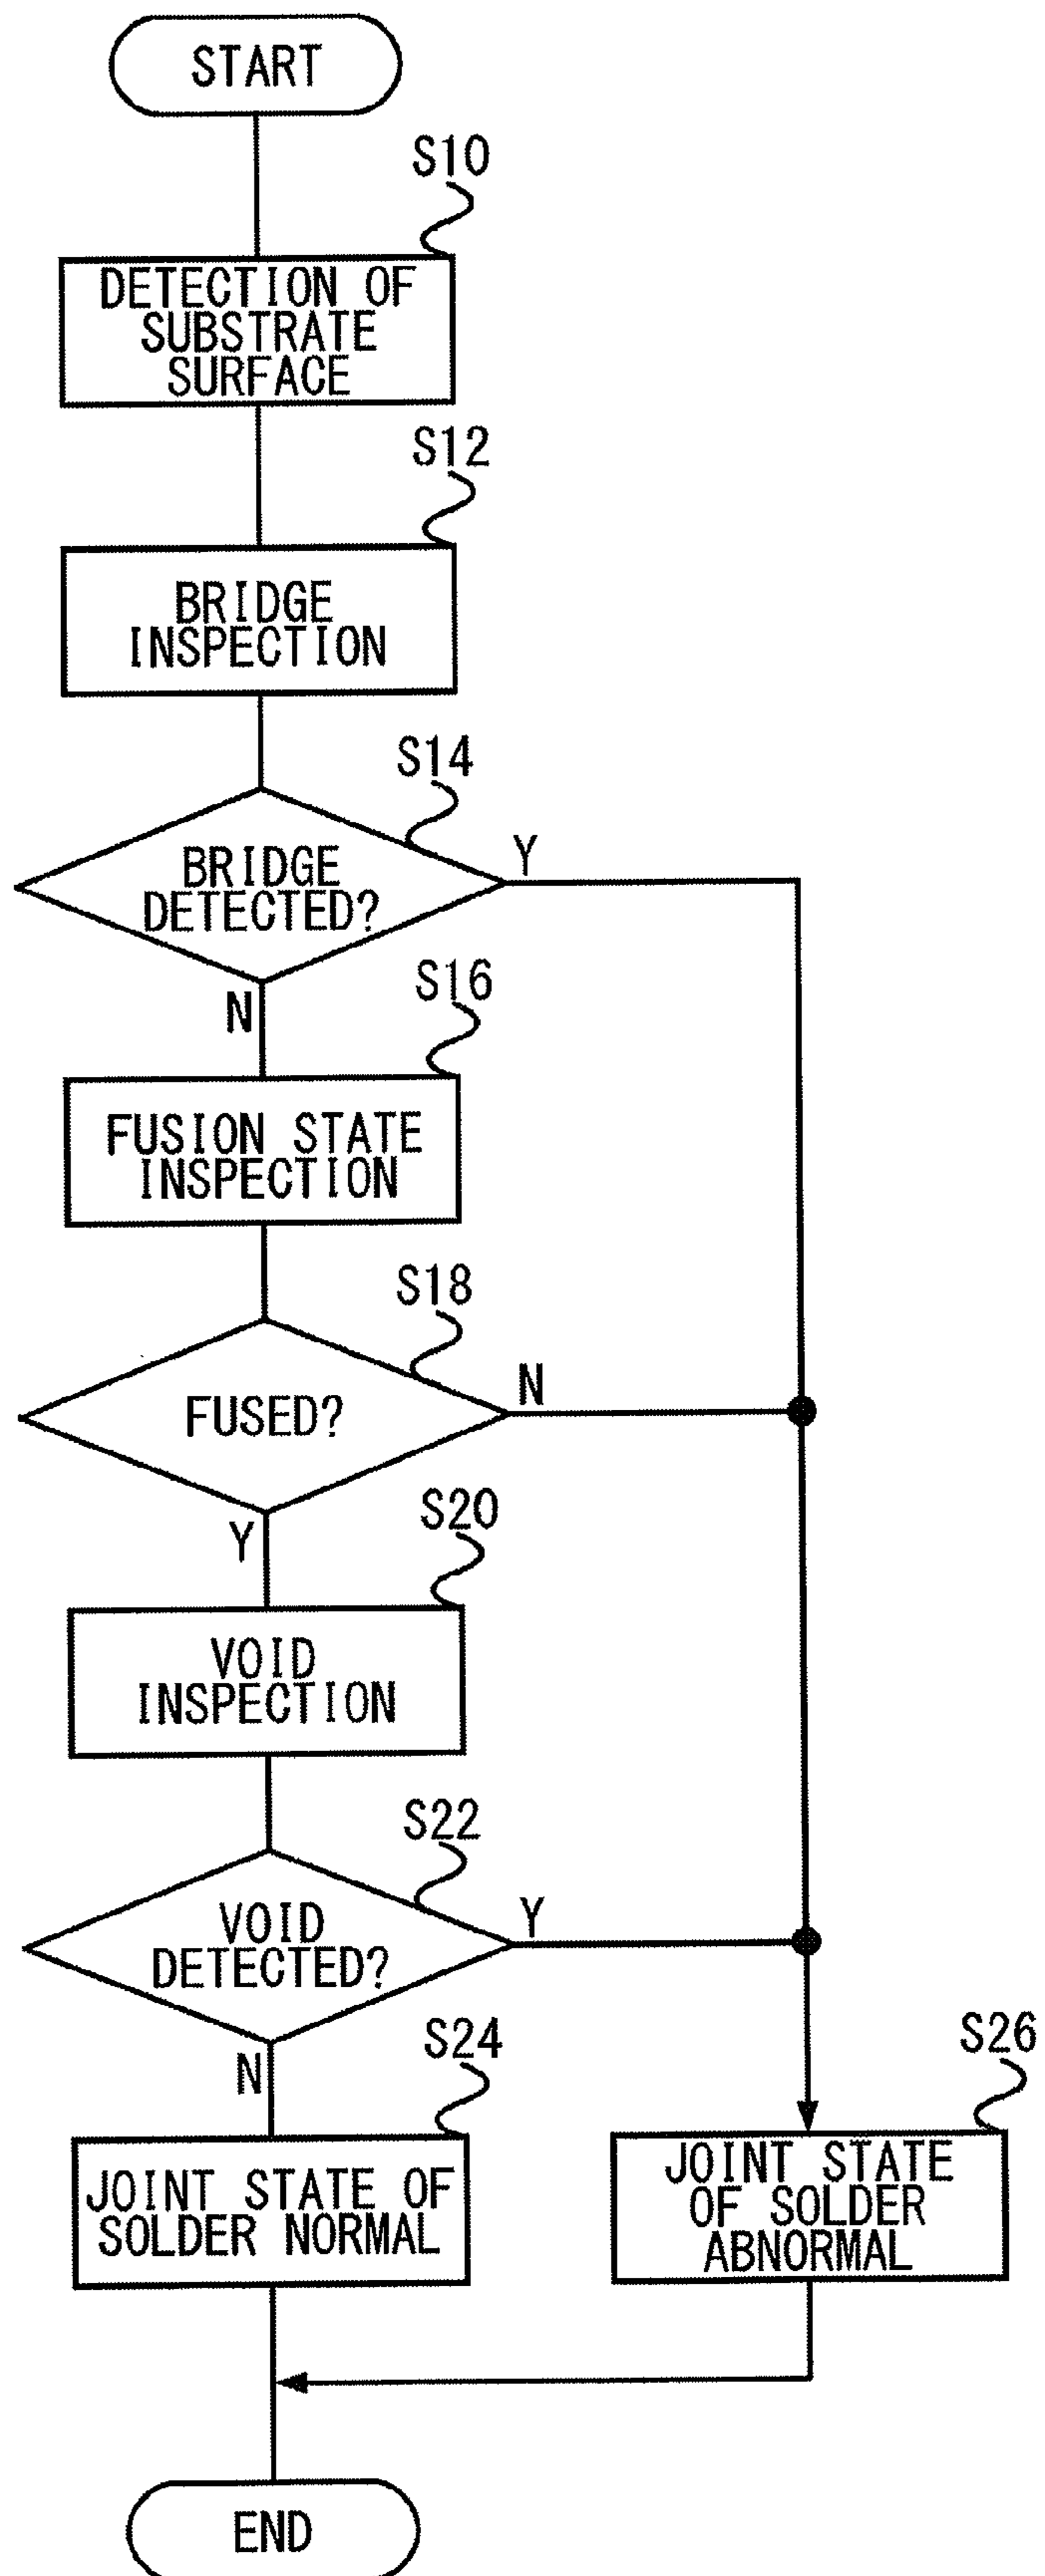 START
S10
DETECTION OF
SUBSTRATE
SURFACE
S12
BRIDGE
INSPECTION
S14
BRIDGE
DETECTED?
Y
N
S16
FUSION STATE
INSPECTION
S18
FUSED?
N
Y
S20
VOID
INSPECTION
S22
VOID
DETECTED?
Y
N
S24
JOINT STATE OF
SOLDER NORMAL
S26
JOINT STATE
OF SOLDER
ABNORMAL
END